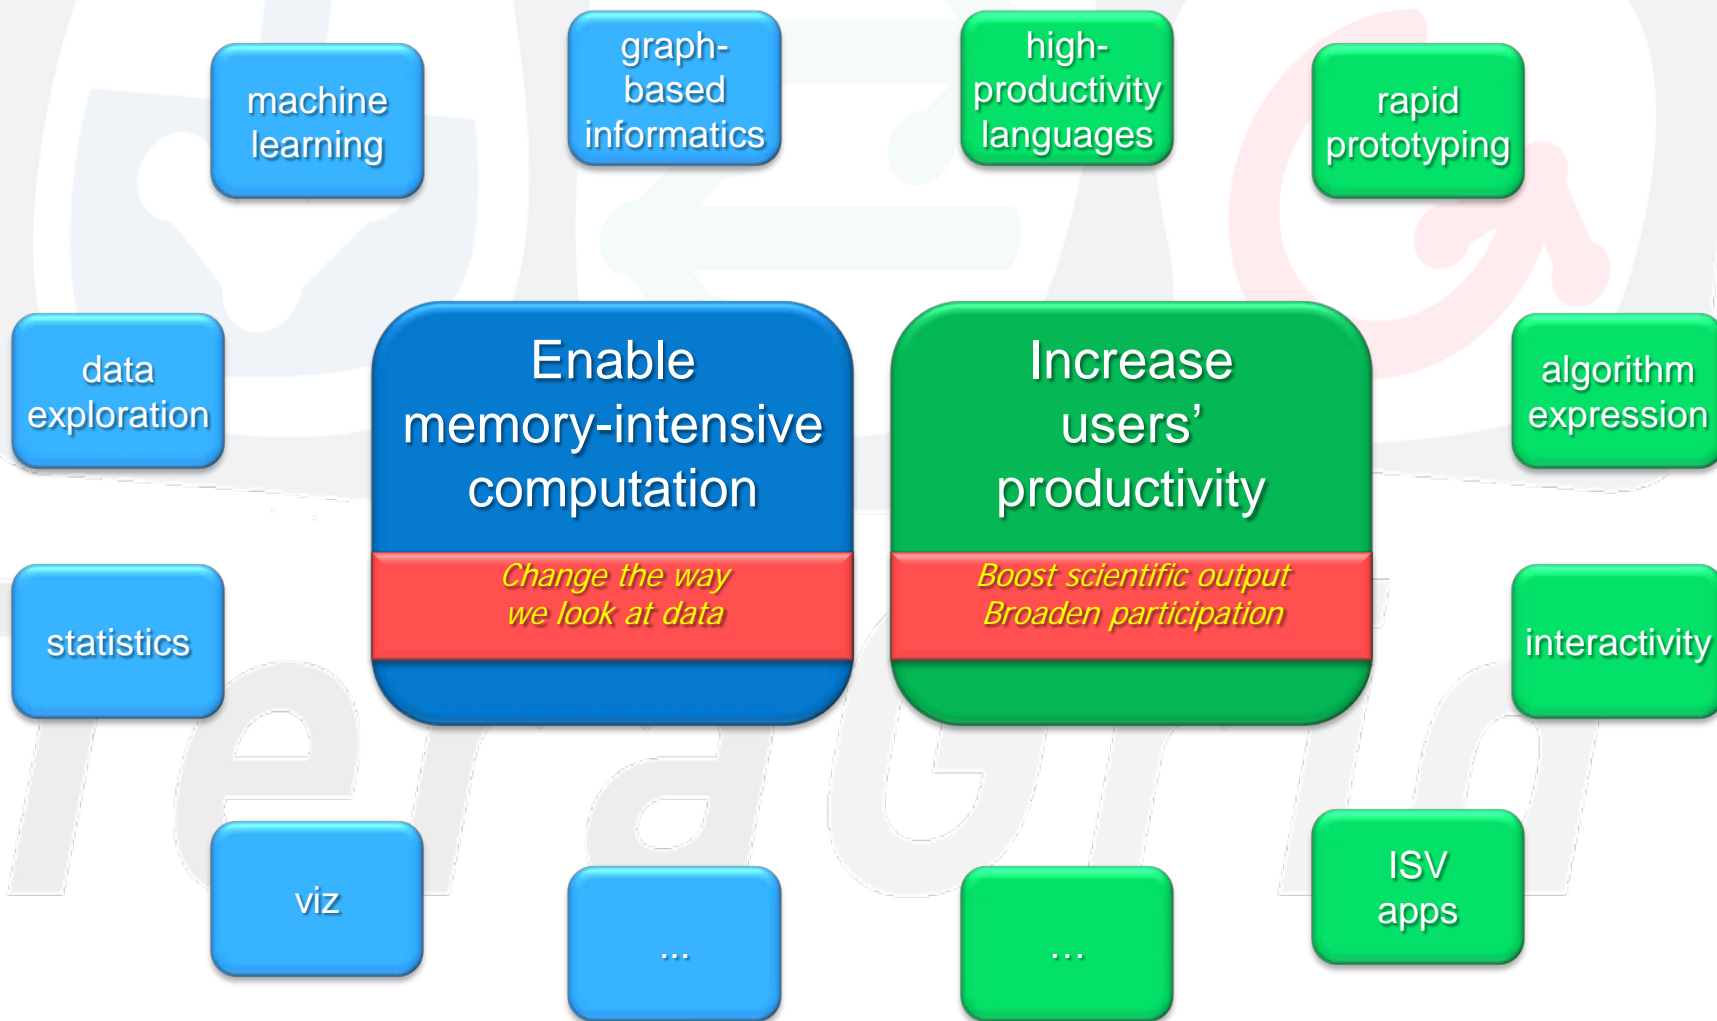 machine
learning
graph-
based
informatics
high-
productivity
languages
rapid
prototyping
data
exploration
Enable
memory-intensive
computation
Change the way
we look at data
Increase
users’
productivity
Boost scientific output
Broaden participation
algorithm
expression
statistics
interactivity
viz
...
...
ISV
apps
TeraGrid